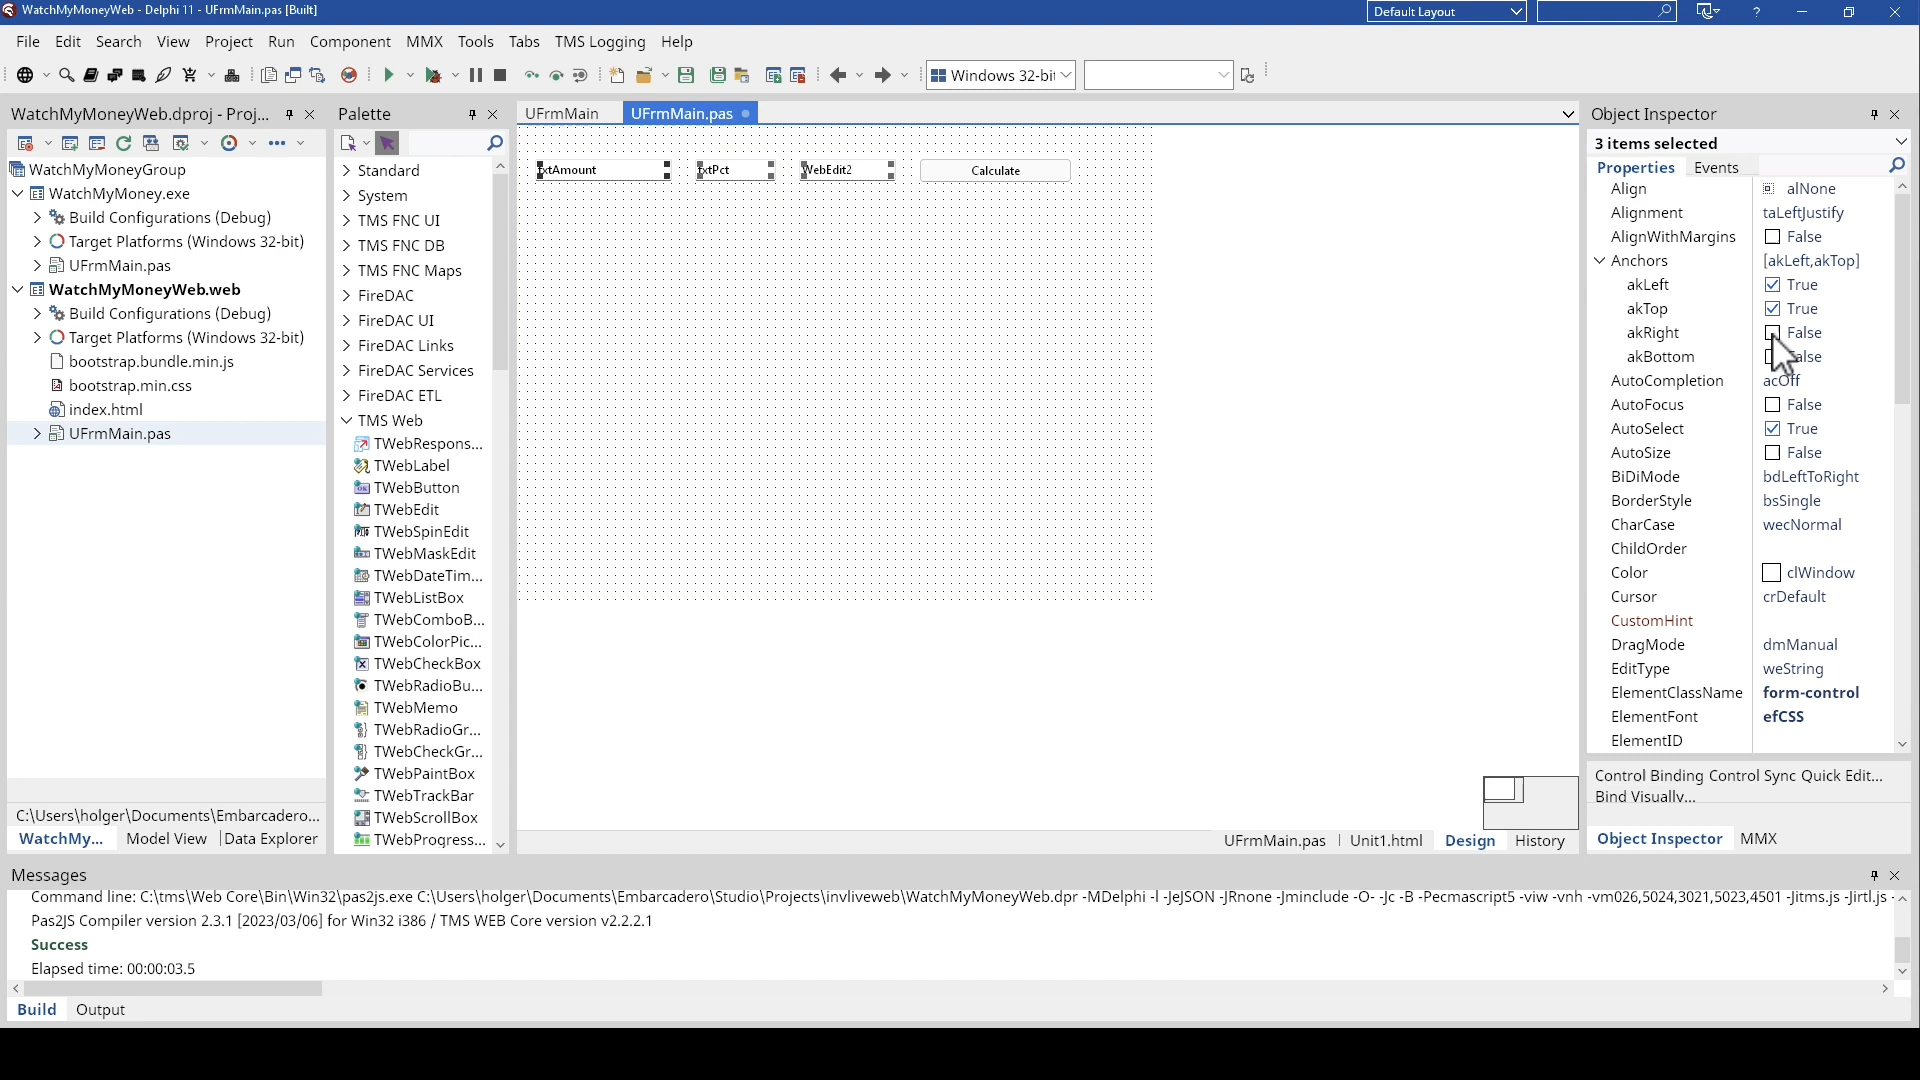 WatchMyMoneyWeb - Delphi 11 - UFrmMain.pas [Built]
Default Layout
?
File Edit Search View Project Run Component MMX Tools Tabs TMS Logging Help
Windows 32-bit
WatchMyMoneyWeb.dproj - Proj...
WatchMyMoneyGroup
WatchMyMoney.exe
Build Configurations (Debug)
Target Platforms (Windows 32-bit)
UFrmMain.pas
WatchMyMoneyWeb.web
Build Configurations (Debug)
Target Platforms (Windows 32-bit)
bootstrap.bundle.min.js
bootstrap.min.css
index.html
UFrmMain.pas
C:\Users\holger\Documents\Embarcadero...
WatchMy... Model View Data Explorer
Palette
Standard
System
TMS FNC UI
TMS FNC DB
TMS FNC Maps
FireDAC
FireDAC UI
FireDAC Links
FireDAC Services
FireDAC ETL
TMS Web
TWebRespons...
TWebLabel
TWebButton
TWebEdit
TWebSpinEdit
TWebMaskEdit
TWebDateTim...
TWebListBox
TWebComboB...
TWebColorPic...
TWebCheckBox
TWebRadioBu...
TWebMemo
TWebRadioGr...
TWebCheckGr...
TWebPaintBox
TWebTrackBar
TWebScrollBox
TWebProgress...
UFrmMain UFrmMain.pas
txtAmount txtPct WebEdit2 Calculate
UFrmMain.pas Unit1.html Design History
Object Inspector
3 items selected
Properties Events
Align alNone
Alignment taLeftJustify
AlignWithMargins False
Anchors [akLeft,akTop]
akLeft True
akTop True
akRight False
akBottom False
AutoCompletion acOff
AutoFocus False
AutoSelect True
AutoSize False
BiDiMode bdLeftToRight
BorderStyle bsSingle
CharCase wecNormal
ChildOrder
Color clWindow
Cursor crDefault
CustomHint
DragMode dmManual
EditType weString
ElementClassName form-control
ElementFont efCSS
ElementID
Control Binding Control Sync Quick Edit...
Bind Visually...
Object Inspector MMX
Messages
Command line: C:\tms\Web Core\Bin\Win32\pas2js.exe C:\Users\holger\Documents\Embarcadero\Studio\Projects\invliveweb\WatchMyMoneyWeb.dpr -MDelphi -l -JeJSON -JRnone -Jminclude -O- -Jc -B -Pecmascript5 -viw -vnh -vm026,5024,3021,5023,4501 -Jitms.js -Jirtl.js -
Pas2JS Compiler version 2.3.1 [2023/03/06] for Win32 i386 / TMS WEB Core version v2.2.2.1
Success
Elapsed time: 00:00:03.5
Build Output